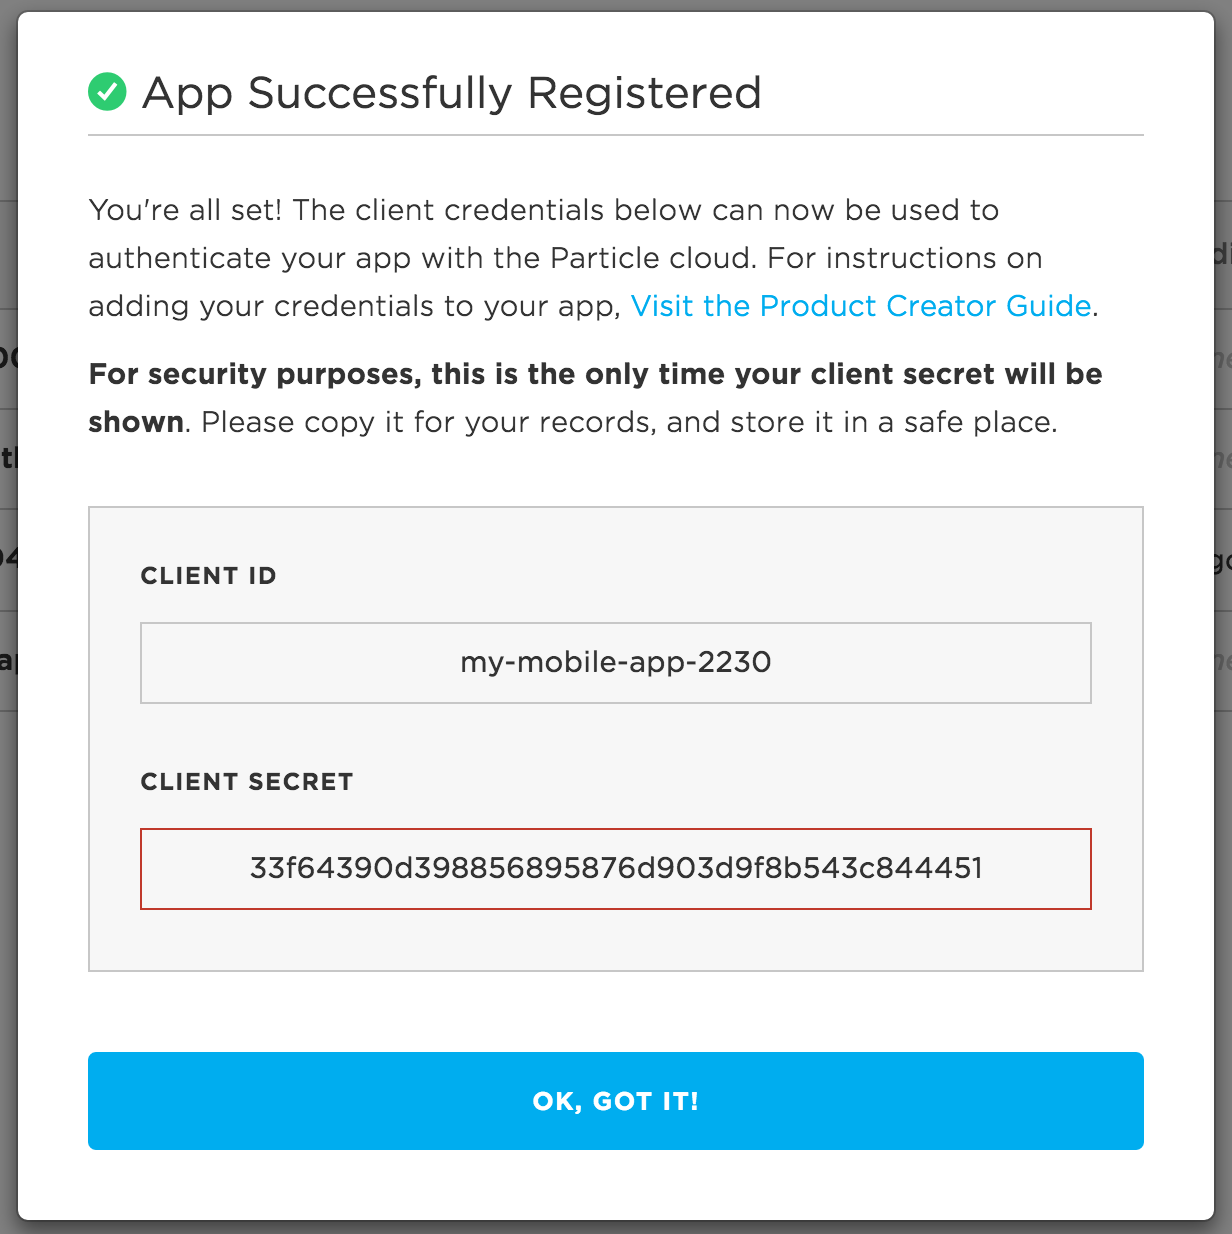 App Successfully Registered
You're all set! The client credentials below can now be used to
authenticate your app with the Particle cloud. For instructions on
adding your credentials to your app, Visit the Product Creator Guide.
For security purposes, this is the only time your client secret will be
shown. Please copy it for your records, and store it in a safe place.
CLIENT ID
my-mobile-app-2230
CLIENT SECRET
33f64390d398856895876d903d9f8b543c844451
OK, GOT IT!